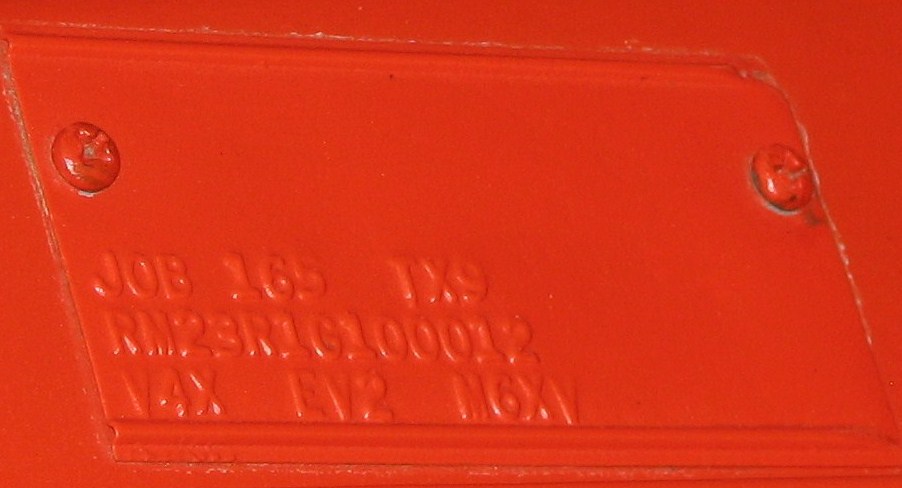 JOB 165 TX9
RM23R1G100012
V4X EV2 M6XV